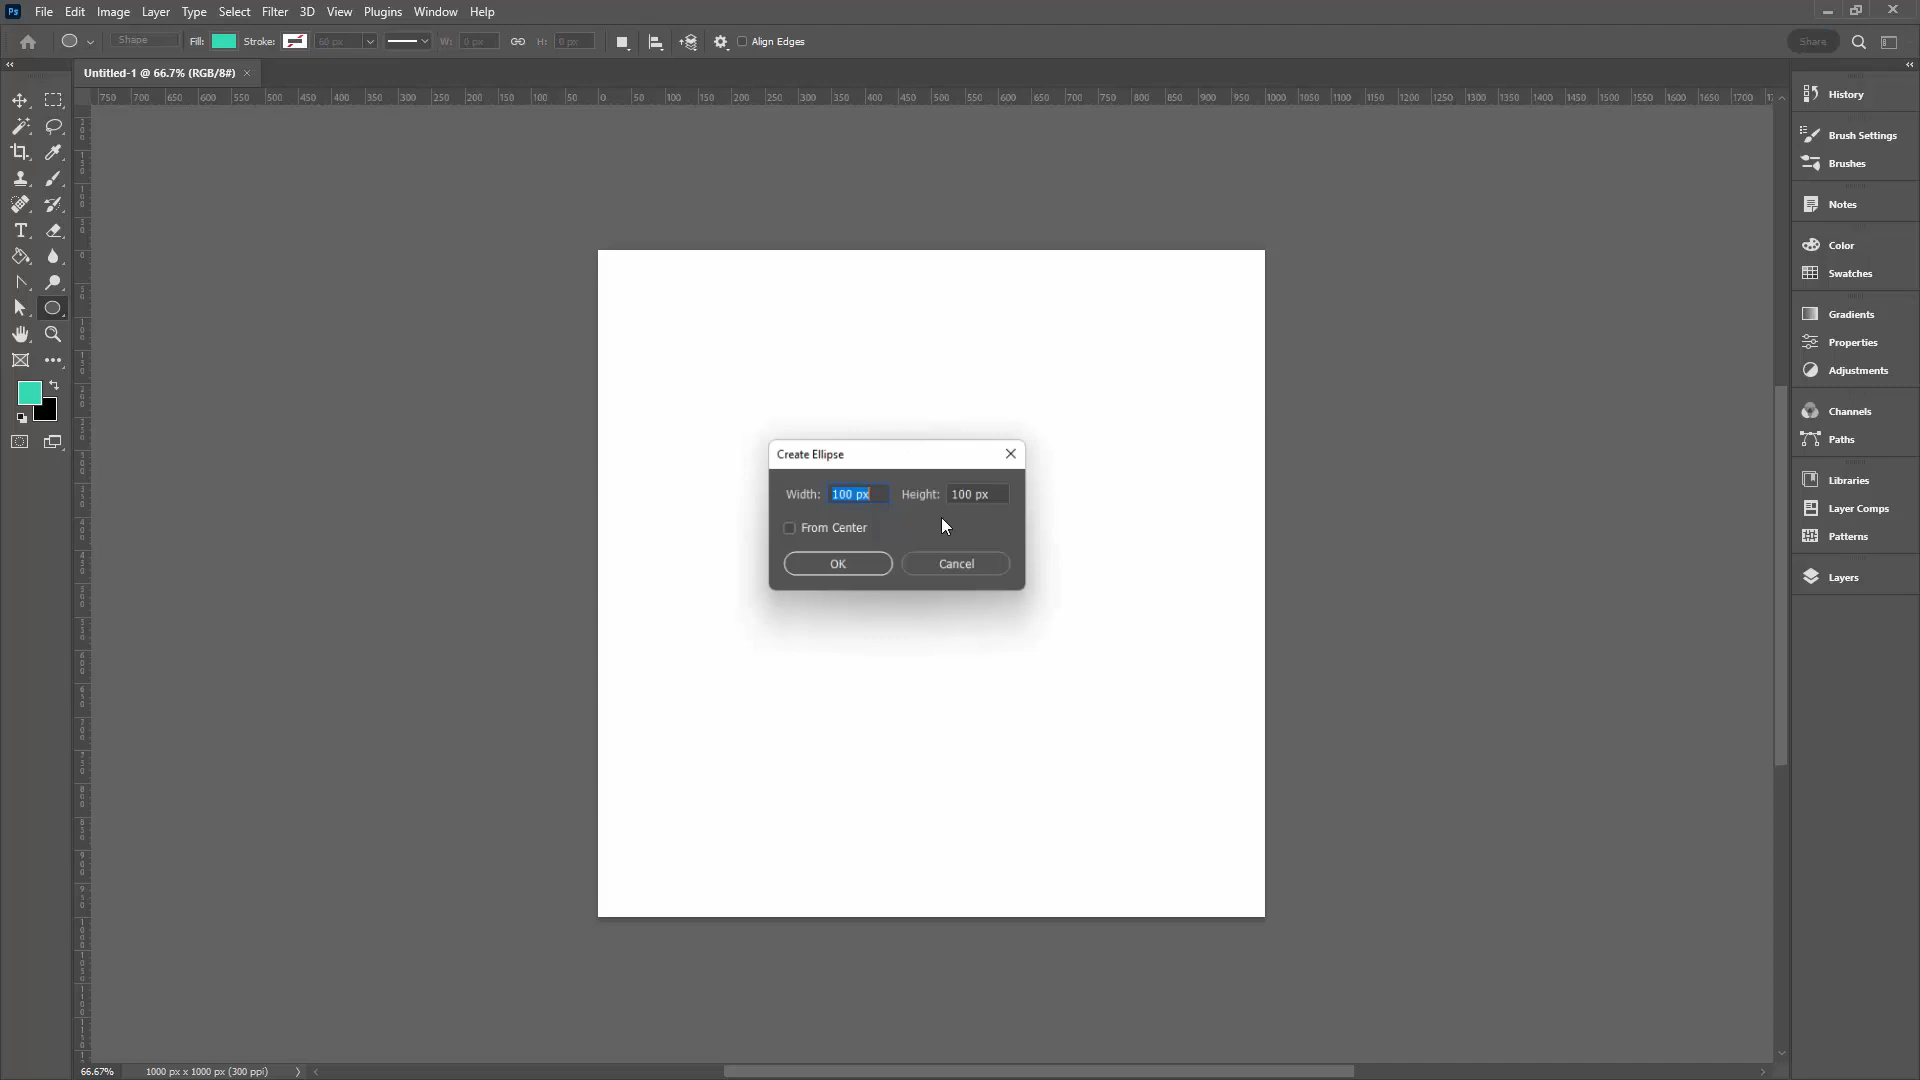 Ps File Edit Image Layer Type Select Filter 3D View Plugins Window Help
Shape Fill: Stroke: 60 px W: 0 px H: 0 px Align Edges Share
Untitled-1 @ 66.7% (RGB/8#)
750 700 650 600 550 500 450 400 350 300 250 200 150 100 50 0 50 100 150 200 250 300 350 400 450 500 550 600 650 700 750 800 850 900 950 1000 1050 1100 1150 1200 1250 1300 1350 1400 1450 1500 1550 1600 1650 1700
History
Brush Settings
Brushes
Notes
Color
Swatches
Gradients
Properties
Adjustments
Channels
Paths
Libraries
Layer Comps
Patterns
Layers
Create Ellipse
Width: 100 px Height: 100 px
From Center
OK Cancel
66.67% 1000 px x 1000 px (300 ppi)